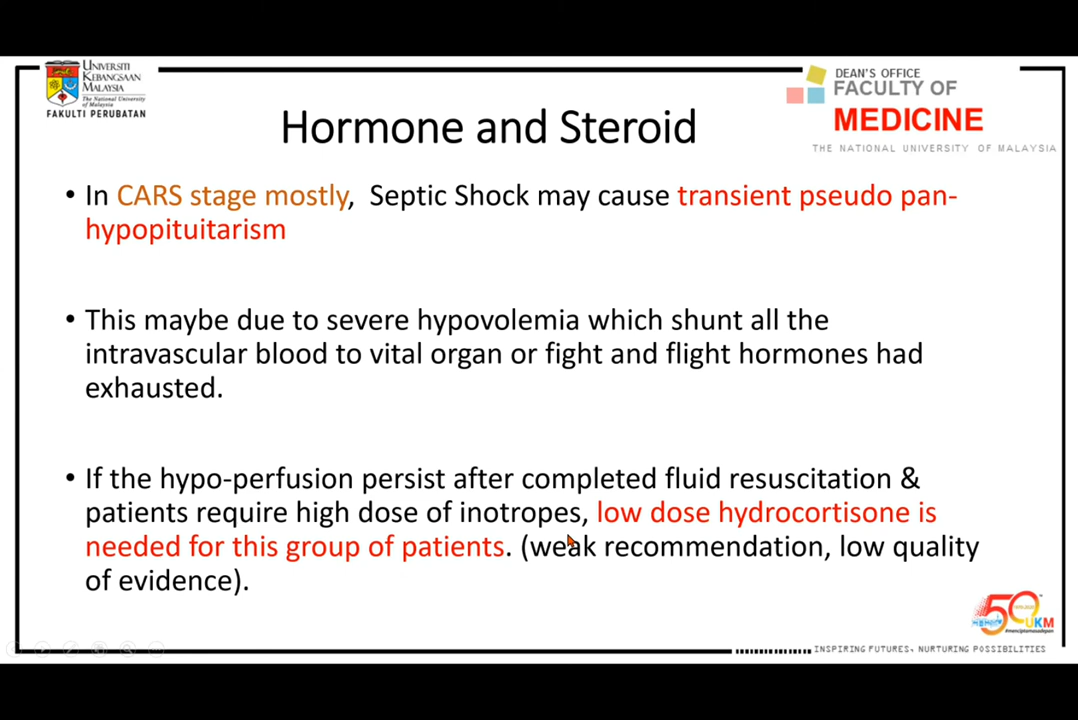 UNIVERSITI
KEBANGSAAN
MALAYSIA
The National University
of Malaysia
FAKULTI PERUBATAN
DEAN'S OFFICE
FACULTY OF
MEDICINE
THE NATIONAL UNIVERSITY OF MALAYSIA
Hormone and Steroid
• In CARS stage mostly, Septic Shock may cause transient pseudo pan-
hypopituitarism
• This maybe due to severe hypovolemia which shunt all the
intravascular blood to vital organ or fight and flight hormones had
exhausted.
• If the hypo-perfusion persist after completed fluid resuscitation &
patients require high dose of inotropes, low dose hydrocortisone is
needed for this group of patients. (weak recommendation, low quality
of evidence).
50
UKM
INSPIRING FUTURES, NURTURING POSSIBILITIES